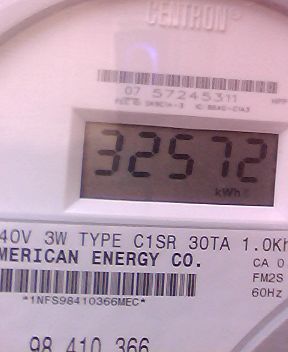 CENTRON®
07 57245311
32572
kWh
40V 3W TYPE C1SR 30TA 1.0Kh
MERICAN ENERGY CO.
CA 0
FM2S
*1NFS98410366MEC*
60Hz
98 410 366